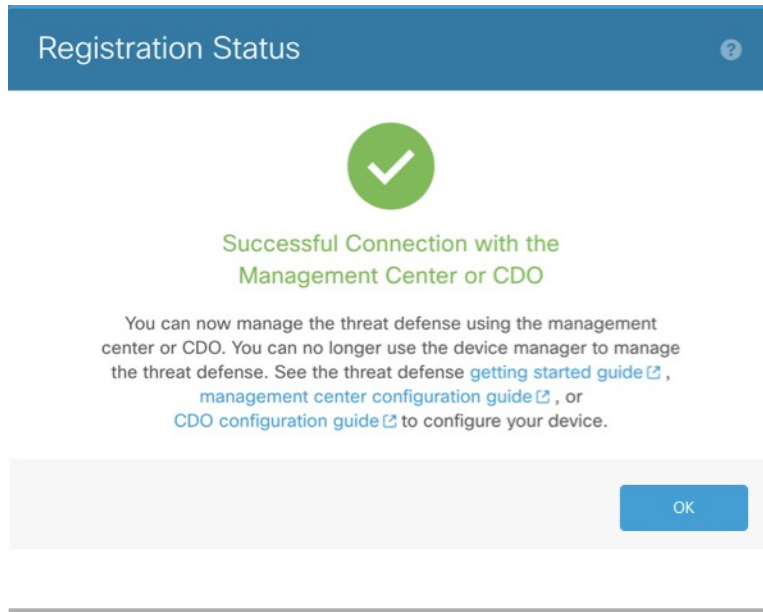 Registration Status
Successful Connection with the
Management Center or CDO
You can now manage the threat defense using the management
center or CDO. You can no longer use the device manager to manage
the threat defense. See the threat defense getting started guide ,
management center configuration guide , or
CDO configuration guide to configure your device.
OK